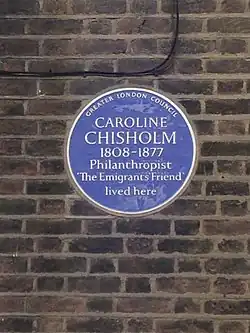 GREATER LONDON COUNCIL
CAROLINE
CHISHOLM
1808-1877
Philanthropist
'The Emigrants' Friend'
lived here